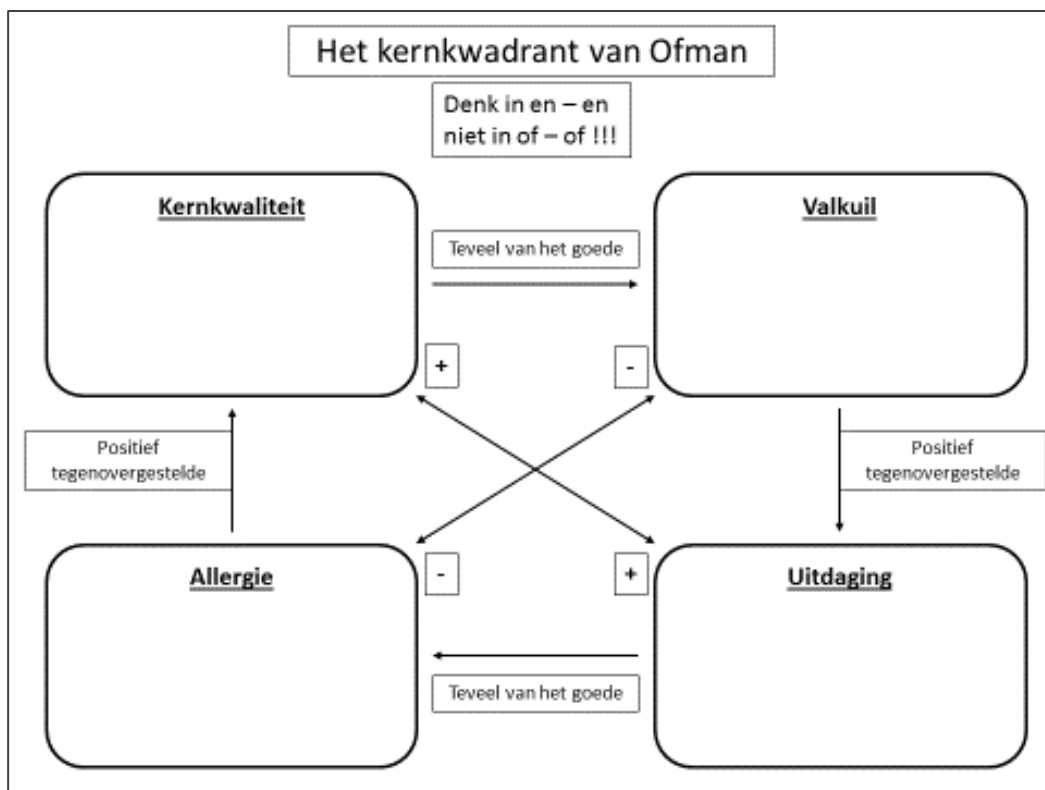 Het kernkwadrant van Ofman
Denk in en – en
niet in of – of !!!
Kernkwaliteit
Valkuil
Teveel van het goede
+
-
Positief
tegenovergestelde
Positief
tegenovergestelde
Allergie
-
+
Uitdaging
Teveel van het goede